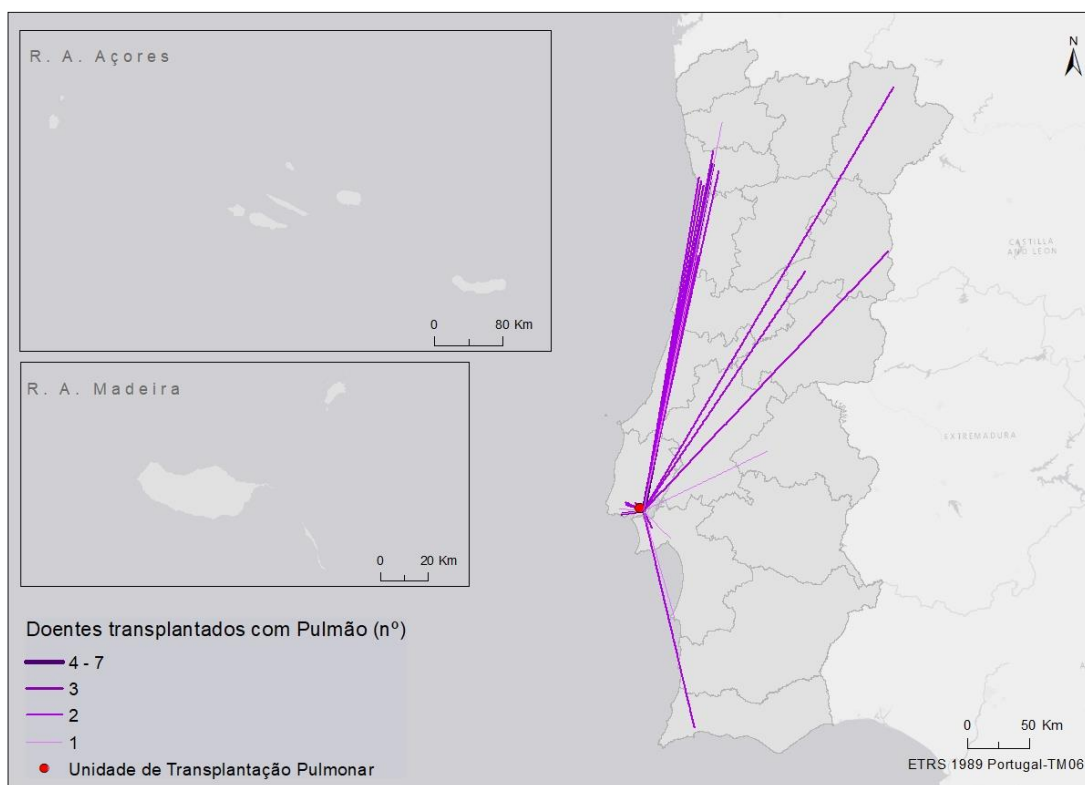 R. A. Açores
0 80 Km
R. A. Madeira
0 20 Km
N
CASTILLA
AND LEON
EXTREMADURA
Doentes transplantados com Pulmão (nº)
4 - 7
3
2
1
Unidade de Transplantação Pulmonar
0 50 Km
ETRS 1989 Portugal-TM06